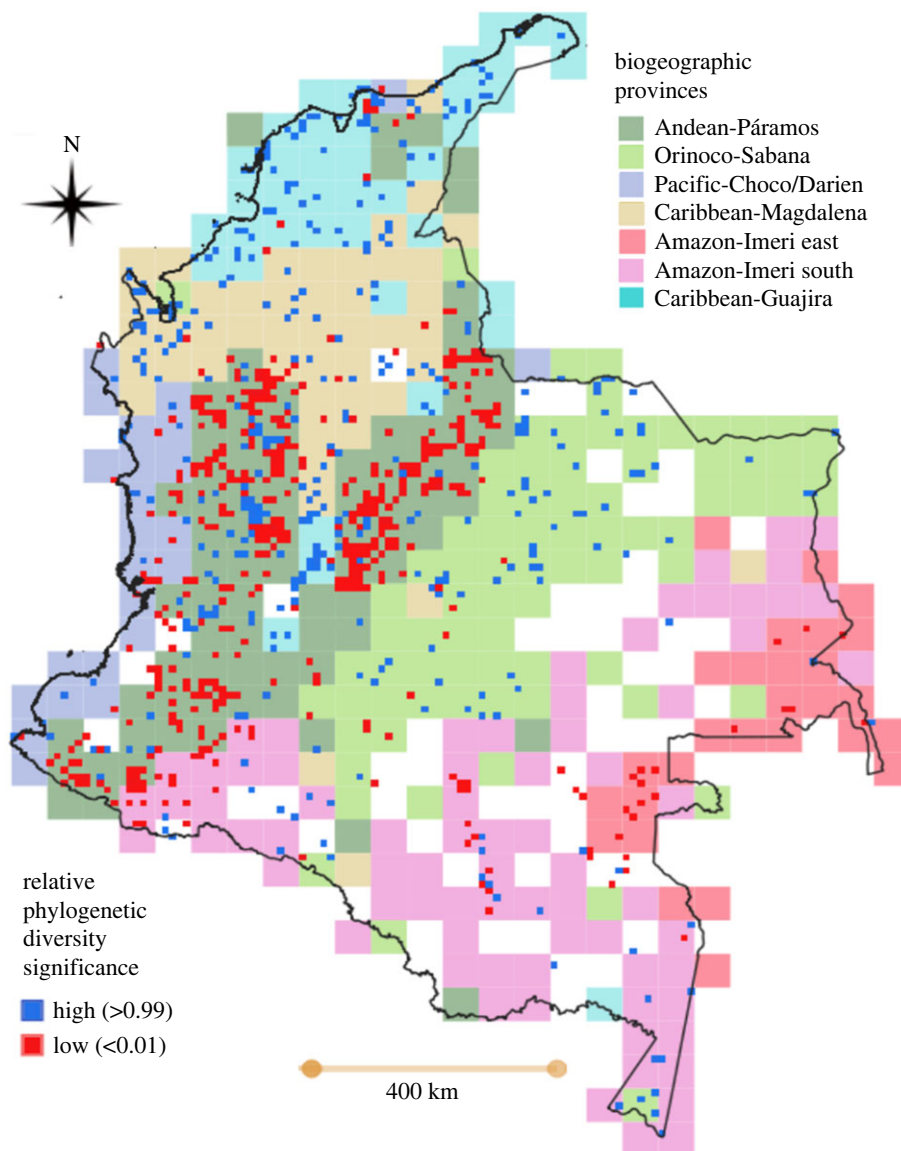 biogeographic
provinces
Andean-Páramos
Orinoco-Sabana
Pacific-Choco/Darien
Caribbean-Magdalena
Amazon-Imeri east
Amazon-Imeri south
Caribbean-Guajira
N
relative
phylogenetic
diversity
significance
high (>0.99)
low (<0.01)
400 km